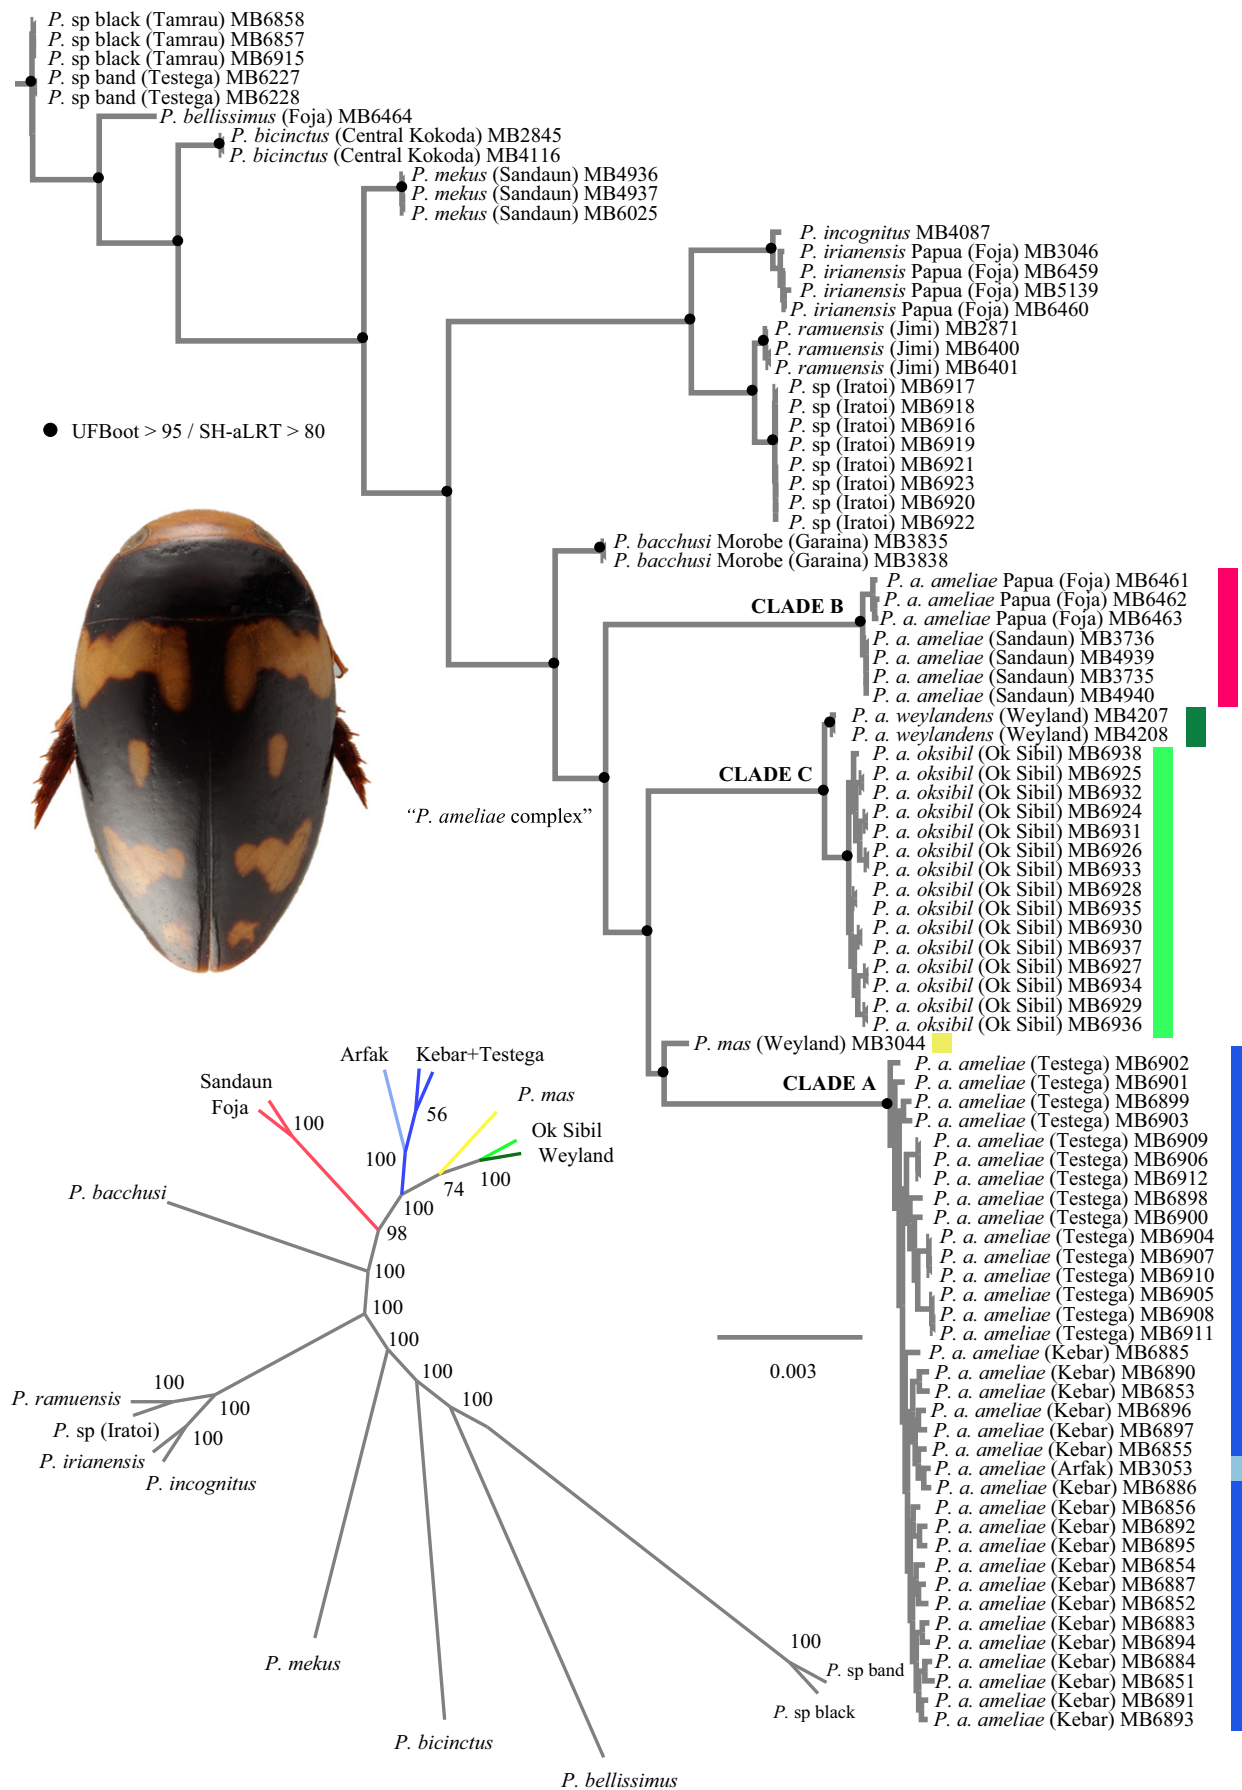 P. sp black (Tamrau) MB6858
P. sp black (Tamrau) MB6857
P. sp black (Tamrau) MB6915
P. sp band (Testega) MB6227
P. sp band (Testega) MB6228
P. bellissimus (Foja) MB6464
P. bicinctus (Central Kokoda) MB2845
P. bicinctus (Central Kokoda) MB4116
P. mekus (Sandaun) MB4936
P. mekus (Sandaun) MB4937
P. mekus (Sandaun) MB6025
P. incognitus MB4087
P. irianensis Papua (Foja) MB3046
P. irianensis Papua (Foja) MB6459
P. irianensis Papua (Foja) MB5139
P. irianensis Papua (Foja) MB6460
P. ramuensis (Jimi) MB2871
P. ramuensis (Jimi) MB6400
P. ramuensis (Jimi) MB6401
P. sp (Iratoi) MB6917
P. sp (Iratoi) MB6918
P. sp (Iratoi) MB6916
P. sp (Iratoi) MB6919
P. sp (Iratoi) MB6921
P. sp (Iratoi) MB6923
P. sp (Iratoi) MB6920
P. sp (Iratoi) MB6922
UFBoot > 95 / SH-aLRT > 80
P. bacchusi Morobe (Garaina) MB3835
P. bacchusi Morobe (Garaina) MB3838
CLADE B
P. a. ameliae Papua (Foja) MB6461
P. a. ameliae Papua (Foja) MB6462
P. a. ameliae Papua (Foja) MB6463
P. a. ameliae (Sandaun) MB3736
P. a. ameliae (Sandaun) MB4939
P. a. ameliae (Sandaun) MB3735
P. a. ameliae (Sandaun) MB4940
P. a. weylandens (Weyland) MB4207
P. a. weylandens (Weyland) MB4208
CLADE C
P. a. oksibil (Ok Sibil) MB6938
P. a. oksibil (Ok Sibil) MB6925
P. a. oksibil (Ok Sibil) MB6932
P. a. oksibil (Ok Sibil) MB6924
P. a. oksibil (Ok Sibil) MB6931
P. a. oksibil (Ok Sibil) MB6926
P. a. oksibil (Ok Sibil) MB6933
P. a. oksibil (Ok Sibil) MB6928
P. a. oksibil (Ok Sibil) MB6935
P. a. oksibil (Ok Sibil) MB6930
P. a. oksibil (Ok Sibil) MB6937
P. a. oksibil (Ok Sibil) MB6927
P. a. oksibil (Ok Sibil) MB6934
P. a. oksibil (Ok Sibil) MB6929
P. a. oksibil (Ok Sibil) MB6936
“P. ameliae complex”
P. mas (Weyland) MB3044
CLADE A
P. a. ameliae (Testega) MB6902
P. a. ameliae (Testega) MB6901
P. a. ameliae (Testega) MB6899
P. a. ameliae (Testega) MB6903
P. a. ameliae (Testega) MB6909
P. a. ameliae (Testega) MB6906
P. a. ameliae (Testega) MB6912
P. a. ameliae (Testega) MB6898
P. a. ameliae (Testega) MB6900
P. a. ameliae (Testega) MB6904
P. a. ameliae (Testega) MB6907
P. a. ameliae (Testega) MB6910
P. a. ameliae (Testega) MB6905
P. a. ameliae (Testega) MB6908
P. a. ameliae (Testega) MB6911
P. a. ameliae (Kebar) MB6885
P. a. ameliae (Kebar) MB6890
P. a. ameliae (Kebar) MB6853
P. a. ameliae (Kebar) MB6896
P. a. ameliae (Kebar) MB6897
P. a. ameliae (Kebar) MB6855
P. a. ameliae (Arfak) MB3053
P. a. ameliae (Kebar) MB6886
P. a. ameliae (Kebar) MB6856
P. a. ameliae (Kebar) MB6892
P. a. ameliae (Kebar) MB6895
P. a. ameliae (Kebar) MB6854
P. a. ameliae (Kebar) MB6887
P. a. ameliae (Kebar) MB6852
P. a. ameliae (Kebar) MB6883
P. a. ameliae (Kebar) MB6894
P. a. ameliae (Kebar) MB6884
P. a. ameliae (Kebar) MB6851
P. a. ameliae (Kebar) MB6891
P. a. ameliae (Kebar) MB6893
0.003
Arfak
Kebar+Testega
Sandaun
Foja
100
56
P. mas
Ok Sibil
Weyland
100
74
100
100
98
P. bacchusi
100
100
100
100
100
100
P. ramuensis
100
P. sp (Iratoi)
100
P. irianensis
P. incognitus
P. mekus
100
P. sp band
P. sp black
P. bicinctus
P. bellissimus